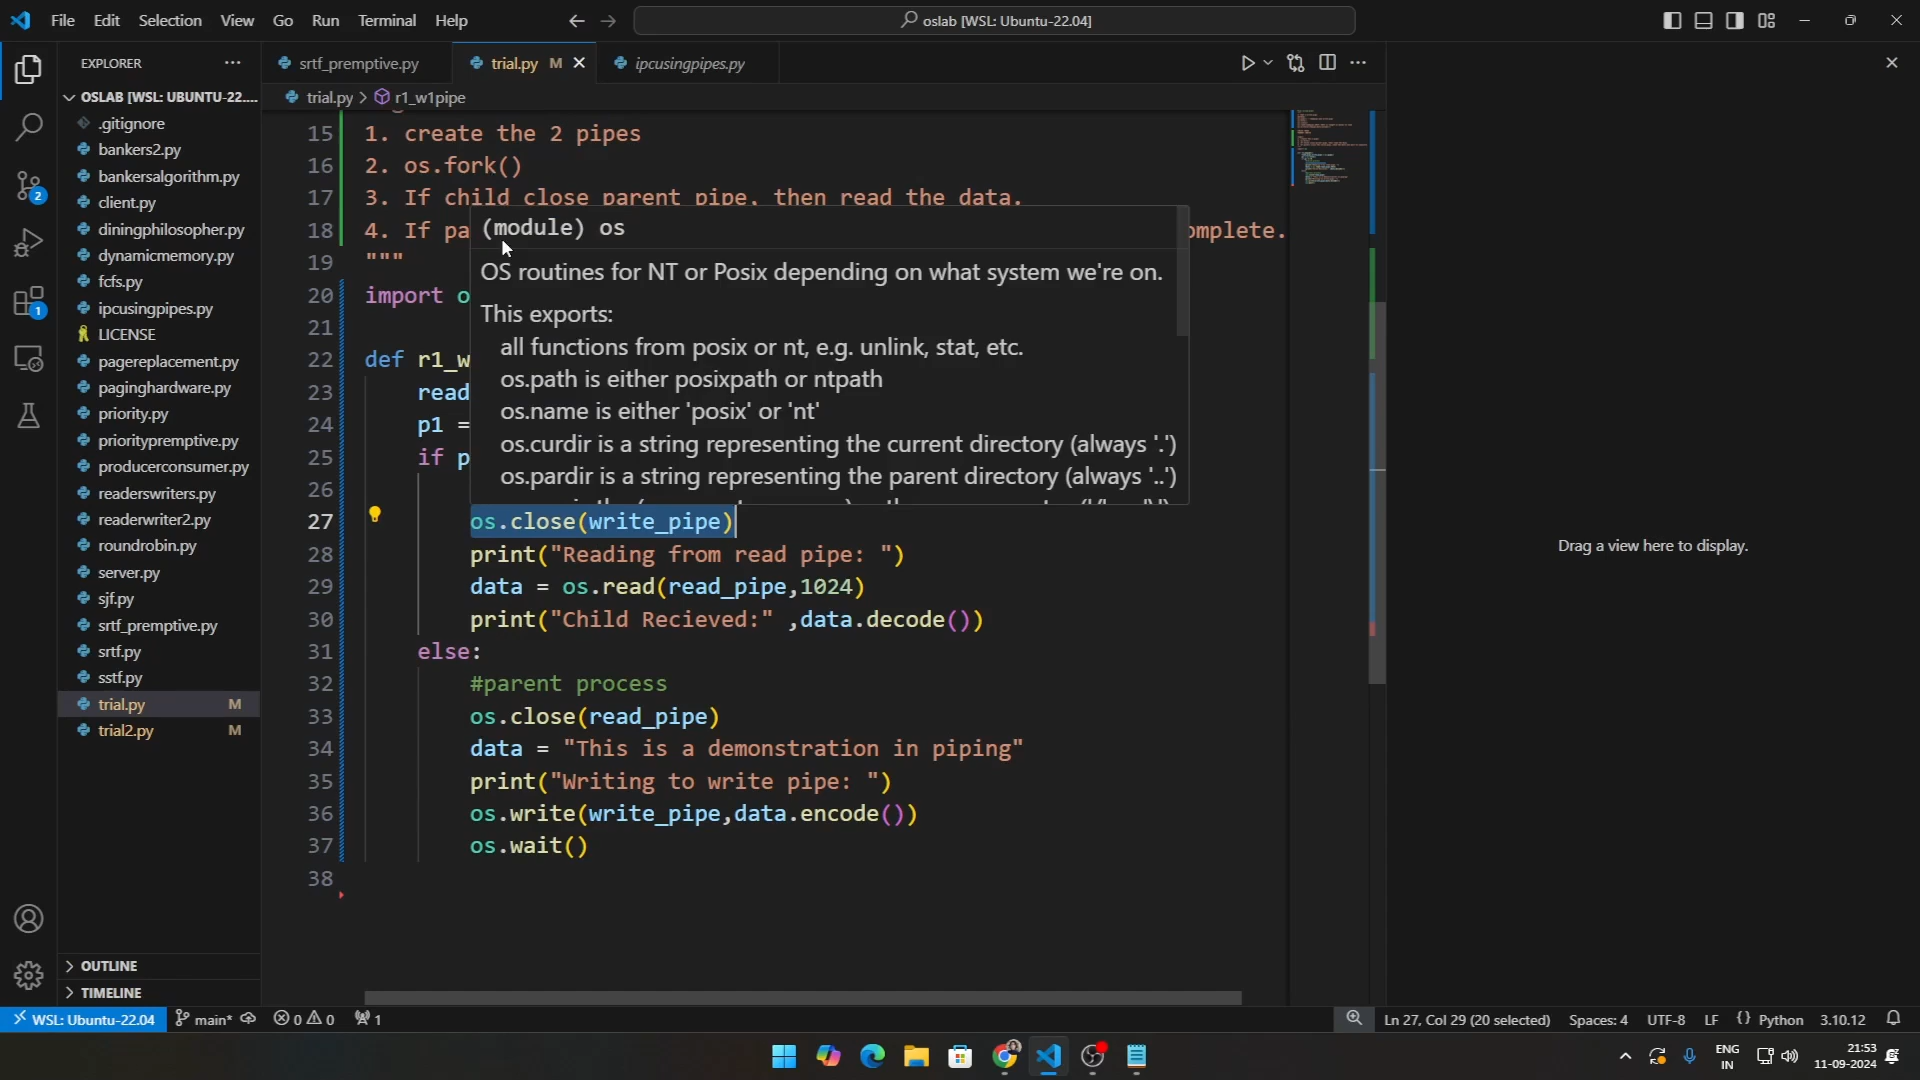 File Edit Selection View Go Run Terminal Help
oslab [WSL: Ubuntu-22.04]
EXPLORER
srtf_premptive.py
trial.py M
ipcusingpipes.py
OSLAB [WSL: UBUNTU-22....
trial.py > r1_w1pipe
.gitignore
bankers2.py
bankersalgorithm.py
client.py
diningphilosopher.py
dynamicmemory.py
fcfs.py
ipcusingpipes.py
LICENSE
pagereplacement.py
paginghardware.py
priority.py
prioritypremptive.py
producerconsumer.py
readerswriters.py
readerwriter2.py
roundrobin.py
server.py
sjf.py
srtf_premptive.py
srtf.py
sstf.py
trial.py M
trial2.py M
OUTLINE
TIMELINE
15 1. create the 2 pipes
16 2. os.fork()
17 3. If child close parent pipe, then read the data.
18 4. If pa omplete.
19 """
20 import o
21
22 def r1_w
23 read
24 p1 =
25 if p
26
27 os.close(write_pipe)
28 print("Reading from read pipe: ")
29 data = os.read(read_pipe,1024)
30 print("Child Recieved:" ,data.decode())
31 else:
32 #parent process
33 os.close(read_pipe)
34 data = "This is a demonstration in piping"
35 print("Writing to write pipe: ")
36 os.write(write_pipe,data.encode())
37 os.wait()
38
(module) os
OS routines for NT or Posix depending on what system we're on.
This exports:
all functions from posix or nt, e.g. unlink, stat, etc.
os.path is either posixpath or ntpath
os.name is either 'posix' or 'nt'
os.curdir is a string representing the current directory (always '.')
os.pardir is a string representing the parent directory (always '..')
Drag a view here to display.
2
1
WSL: Ubuntu-22.04 main* 0 0 1
Ln 27, Col 29 (20 selected) Spaces: 4 UTF-8 LF {} Python 3.10.12
ENG
IN
21:53
11-09-2024